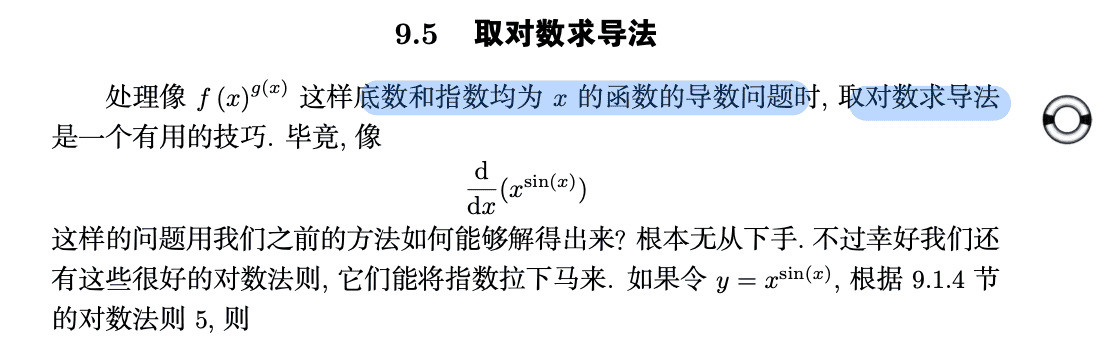 9.5 取对数求导法
处理像 f (x)^{g(x)} 这样底数和指数均为 x 的函数的导数问题时, 取对数求导法
是一个有用的技巧. 毕竟, 像
\frac{d}{dx}(x^{\sin(x)})
这样的问题用我们之前的方法如何能够解得出来? 根本无从下手. 不过幸好我们还
有这些很好的对数法则, 它们能将指数拉下马来. 如果令 y = x^{\sin(x)}, 根据 9.1.4 节
的对数法则 5, 则